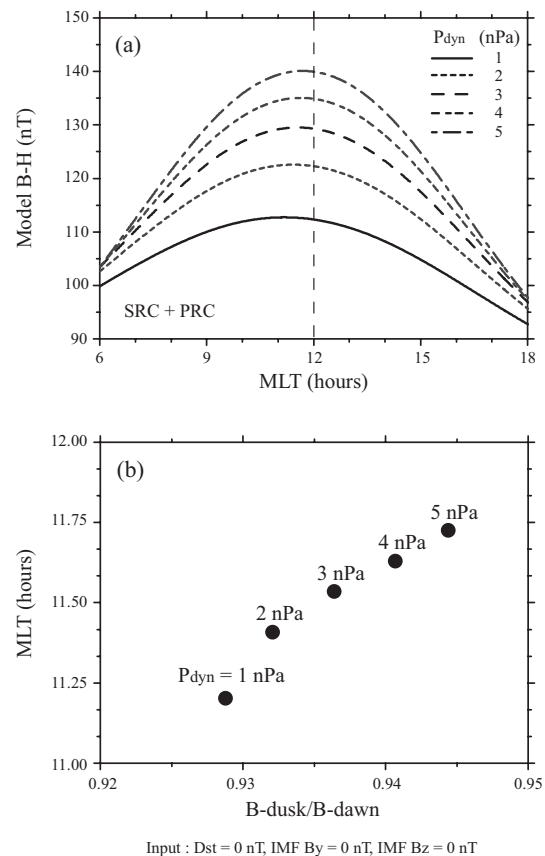 (a)
Pdyn (nPa)
1
2
3
4
5
SRC + PRC
Model B-H (nT)
150
140
130
120
110
100
90
6 9 12 15 18
MLT (hours)
(b)
5 nPa
4 nPa
3 nPa
2 nPa
Pdyn = 1 nPa
MLT (hours)
12.00
11.75
11.50
11.25
11.00
0.92 0.93 0.94 0.95
B-dusk/B-dawn
Input : Dst = 0 nT, IMF By = 0 nT, IMF Bz = 0 nT